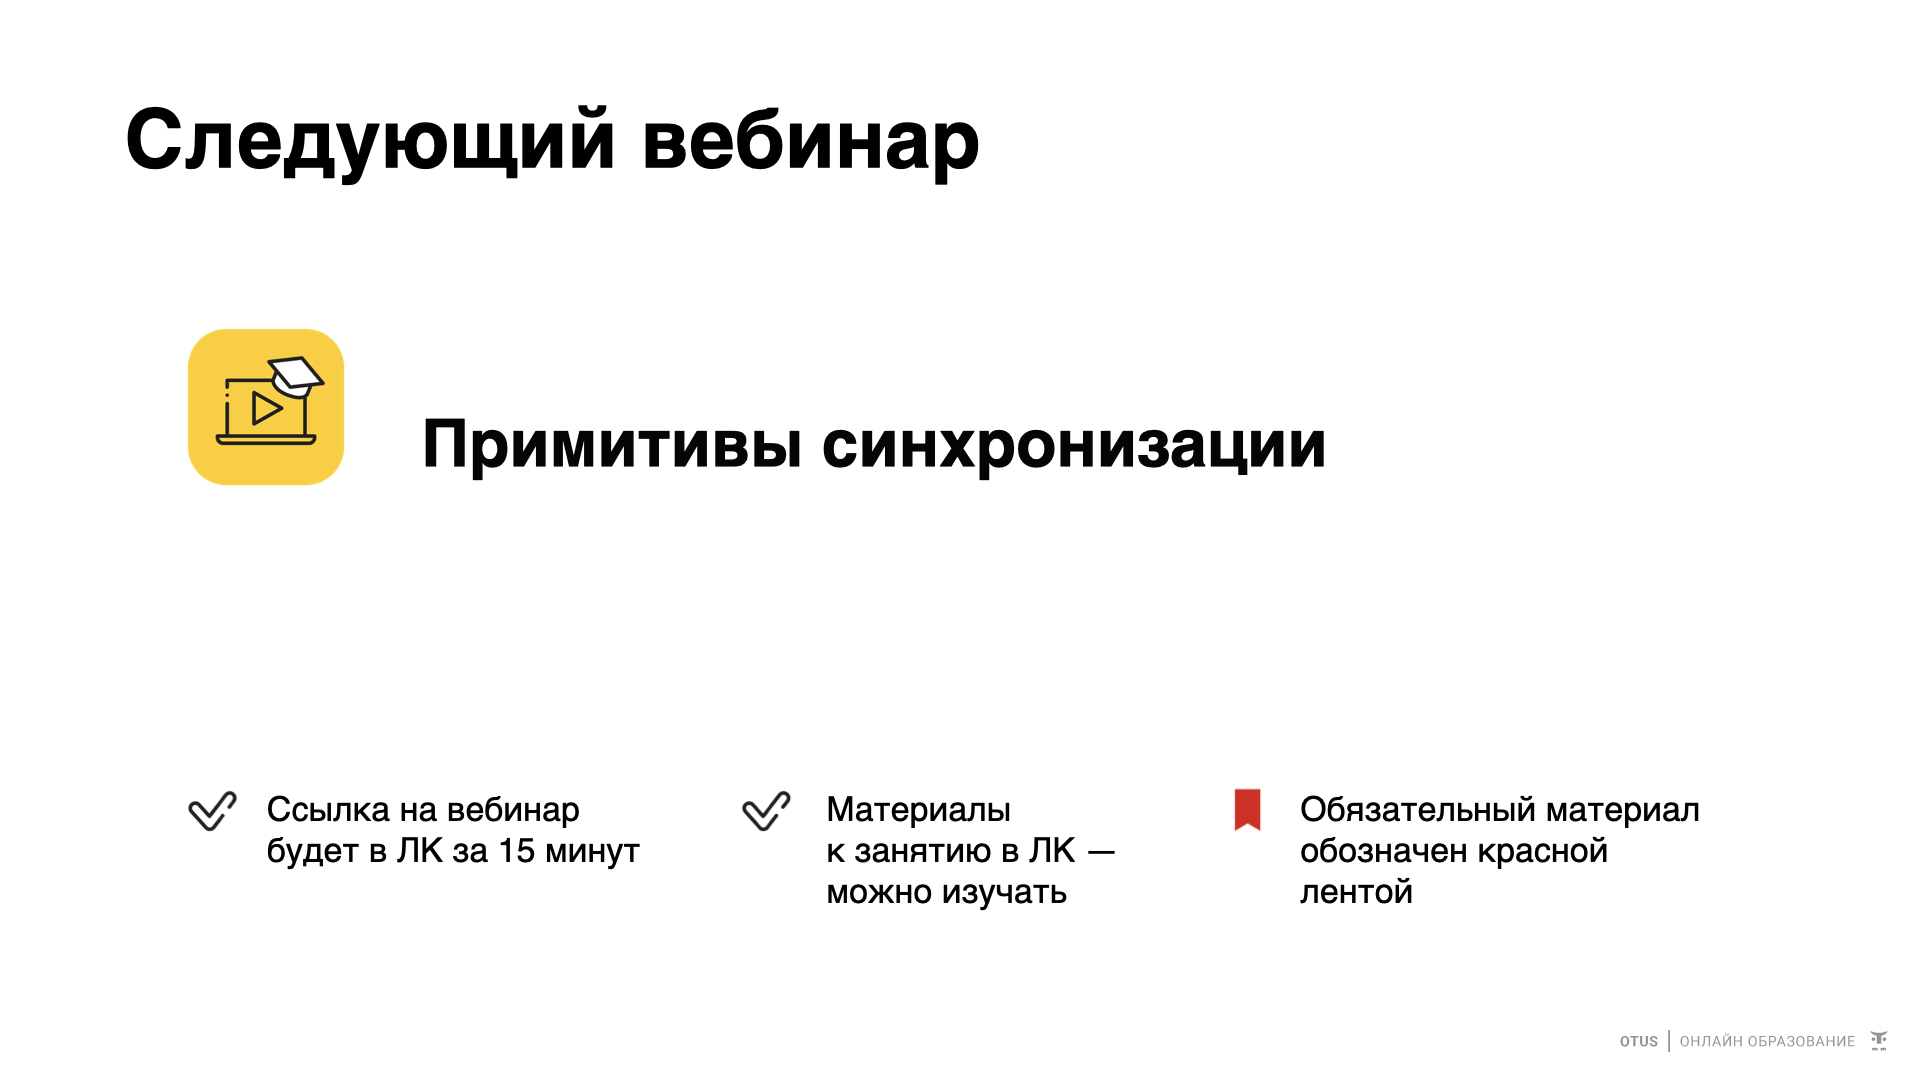 Следующий вебинар
Примитивы синхронизации
Ссылка на вебинар
будет в ЛК за 15 минут
Материалы
к занятию в ЛК —
можно изучать
Обязательный материал
обозначен красной
лентой
OTUS | ОНЛАЙН ОБРАЗОВАНИЕ